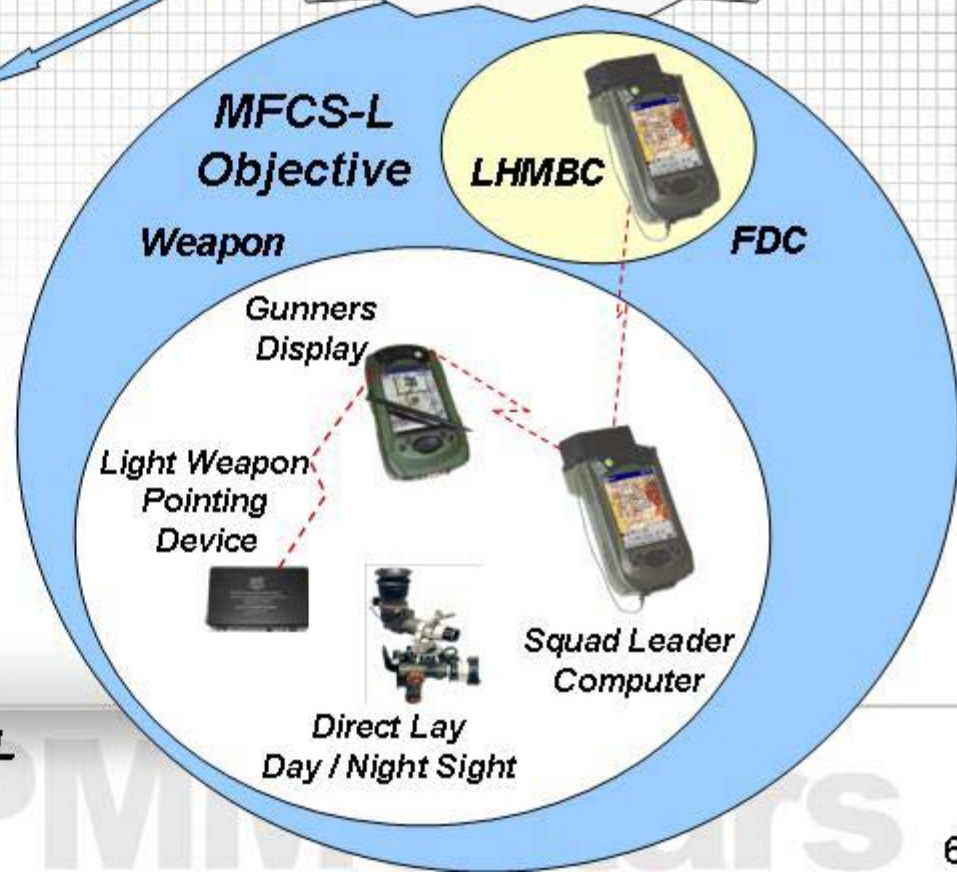 MFCS-L
Objective
LHMBC
Weapon
FDC
Gunners
Display
Light Weapon
Pointing
Device
Squad Leader
Computer
Direct Lay
Day / Night Sight
6